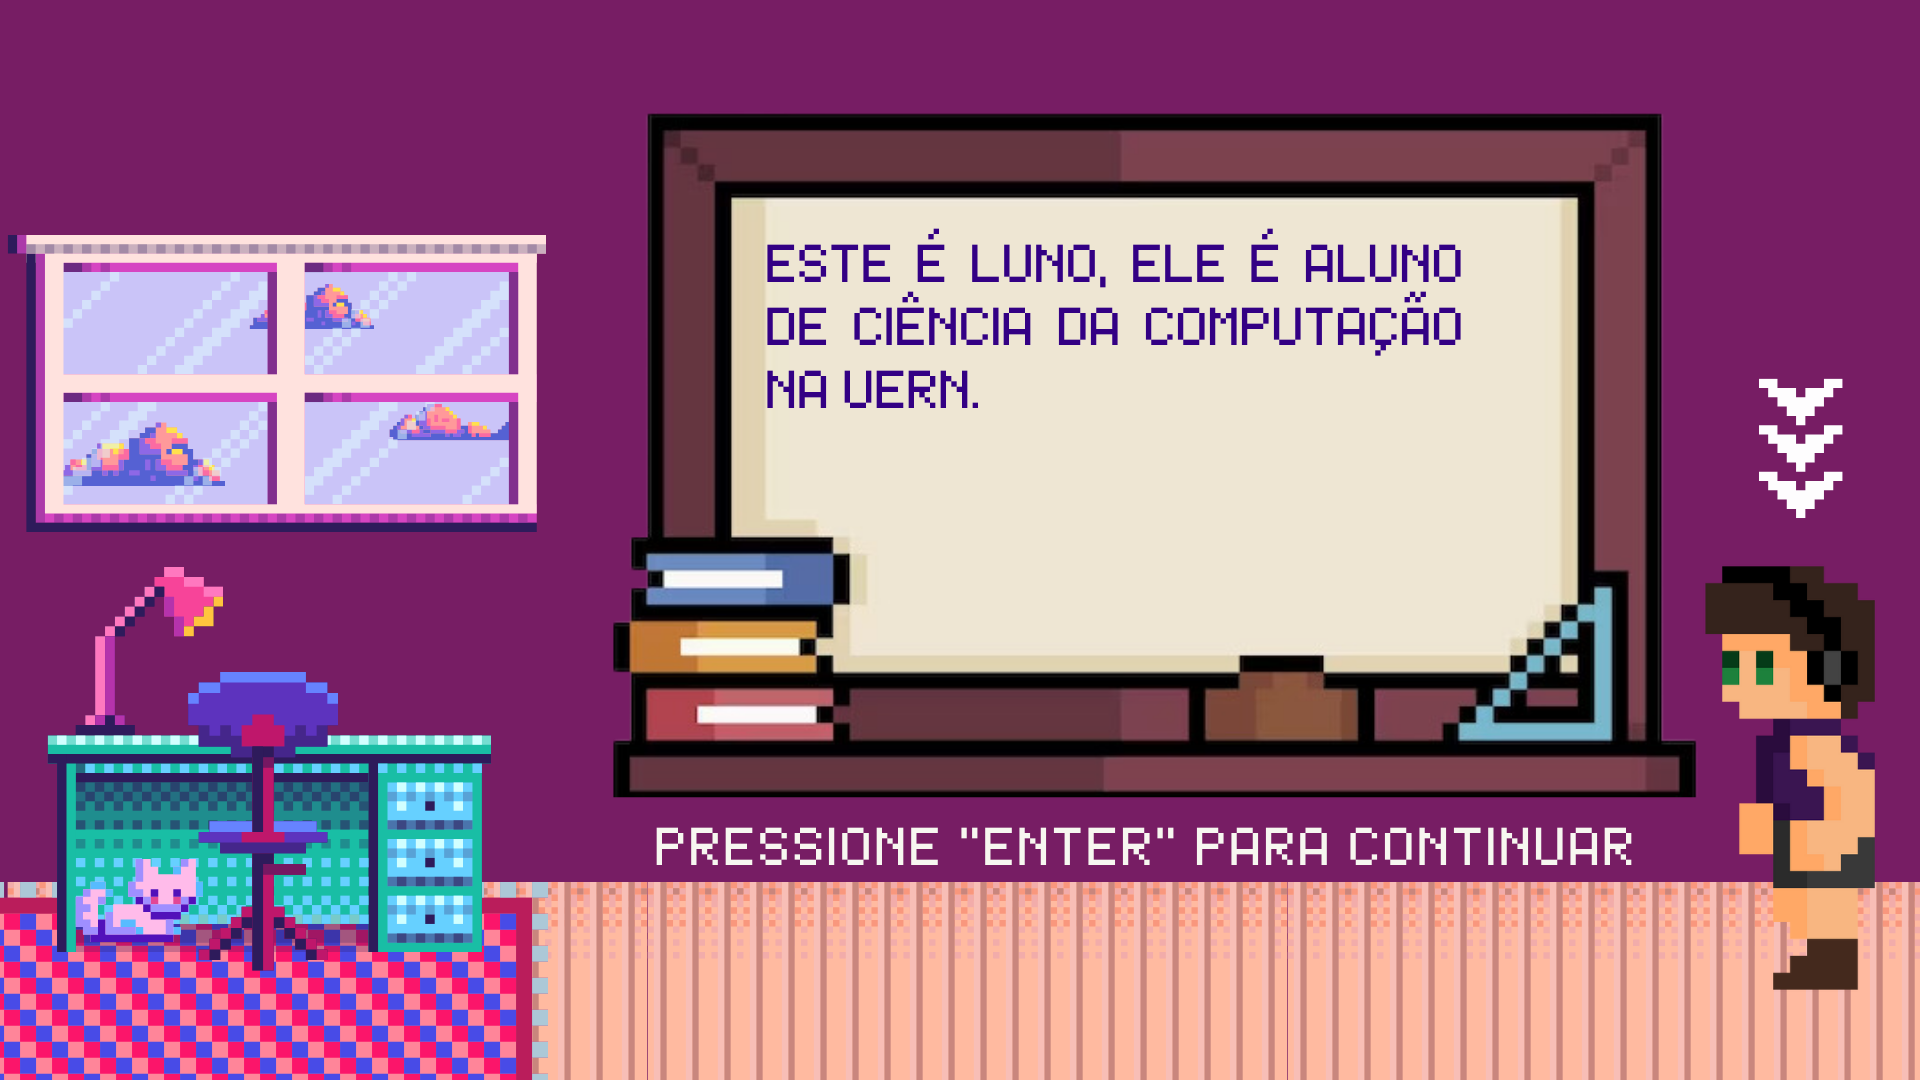 ESTE É LUNO, ELE É ALUNO
DE CIÊNCIA DA COMPUTAÇÃO
NA UERN.
PRESSIONE "ENTER" PARA CONTINUAR